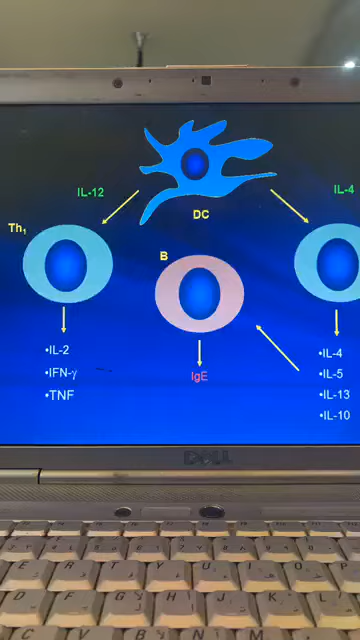 IL-12
IL-4
DC
Th1
B
•IL-2
•IFN-γ
•TNF
IgE
•IL-4
•IL-5
•IL-13
•IL-10
DELL
E R T Y U I O P
D F G H J K L
C V B N M